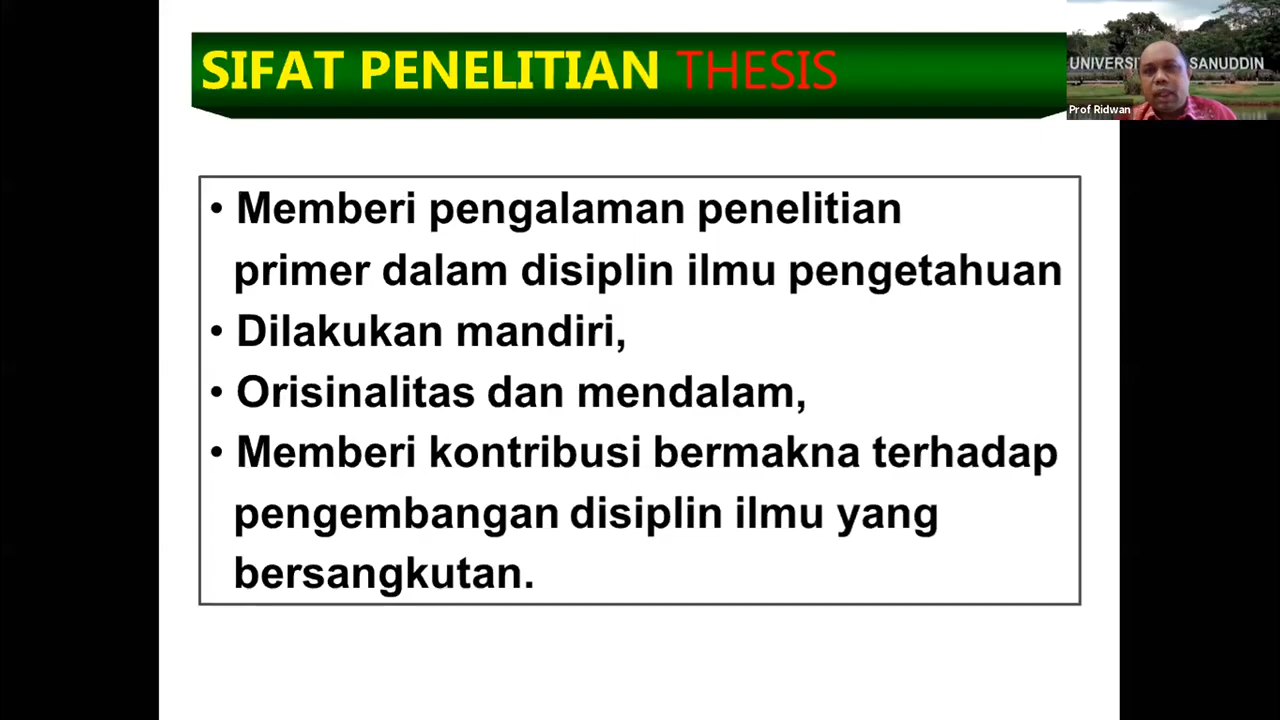 SIFAT PENELITIAN THESIS
UNIVERSI SANUDDIN
Prof Ridwan
• Memberi pengalaman penelitian
primer dalam disiplin ilmu pengetahuan
• Dilakukan mandiri,
• Orisinalitas dan mendalam,
• Memberi kontribusi bermakna terhadap
pengembangan disiplin ilmu yang
bersangkutan.